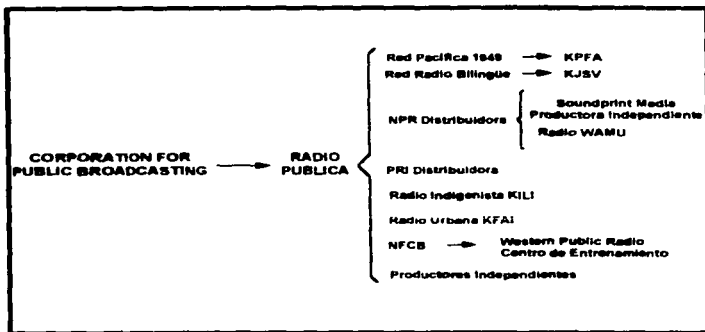 Red Pacífica 1949 → KPFA
Red Radio Bilingüe → KJSV
NPR Distribuidora
Soundprint Media
Productora Independiente
Radio WAMU
CORPORATION FOR
PUBLIC BROADCASTING → RADIO
PUBLICA
PRI Distribuidora
Radio Indigenista KILI
Radio Urbana KFAI
NFCB → Western Public Radio
Centro de Entrenamiento
Productores Independientes